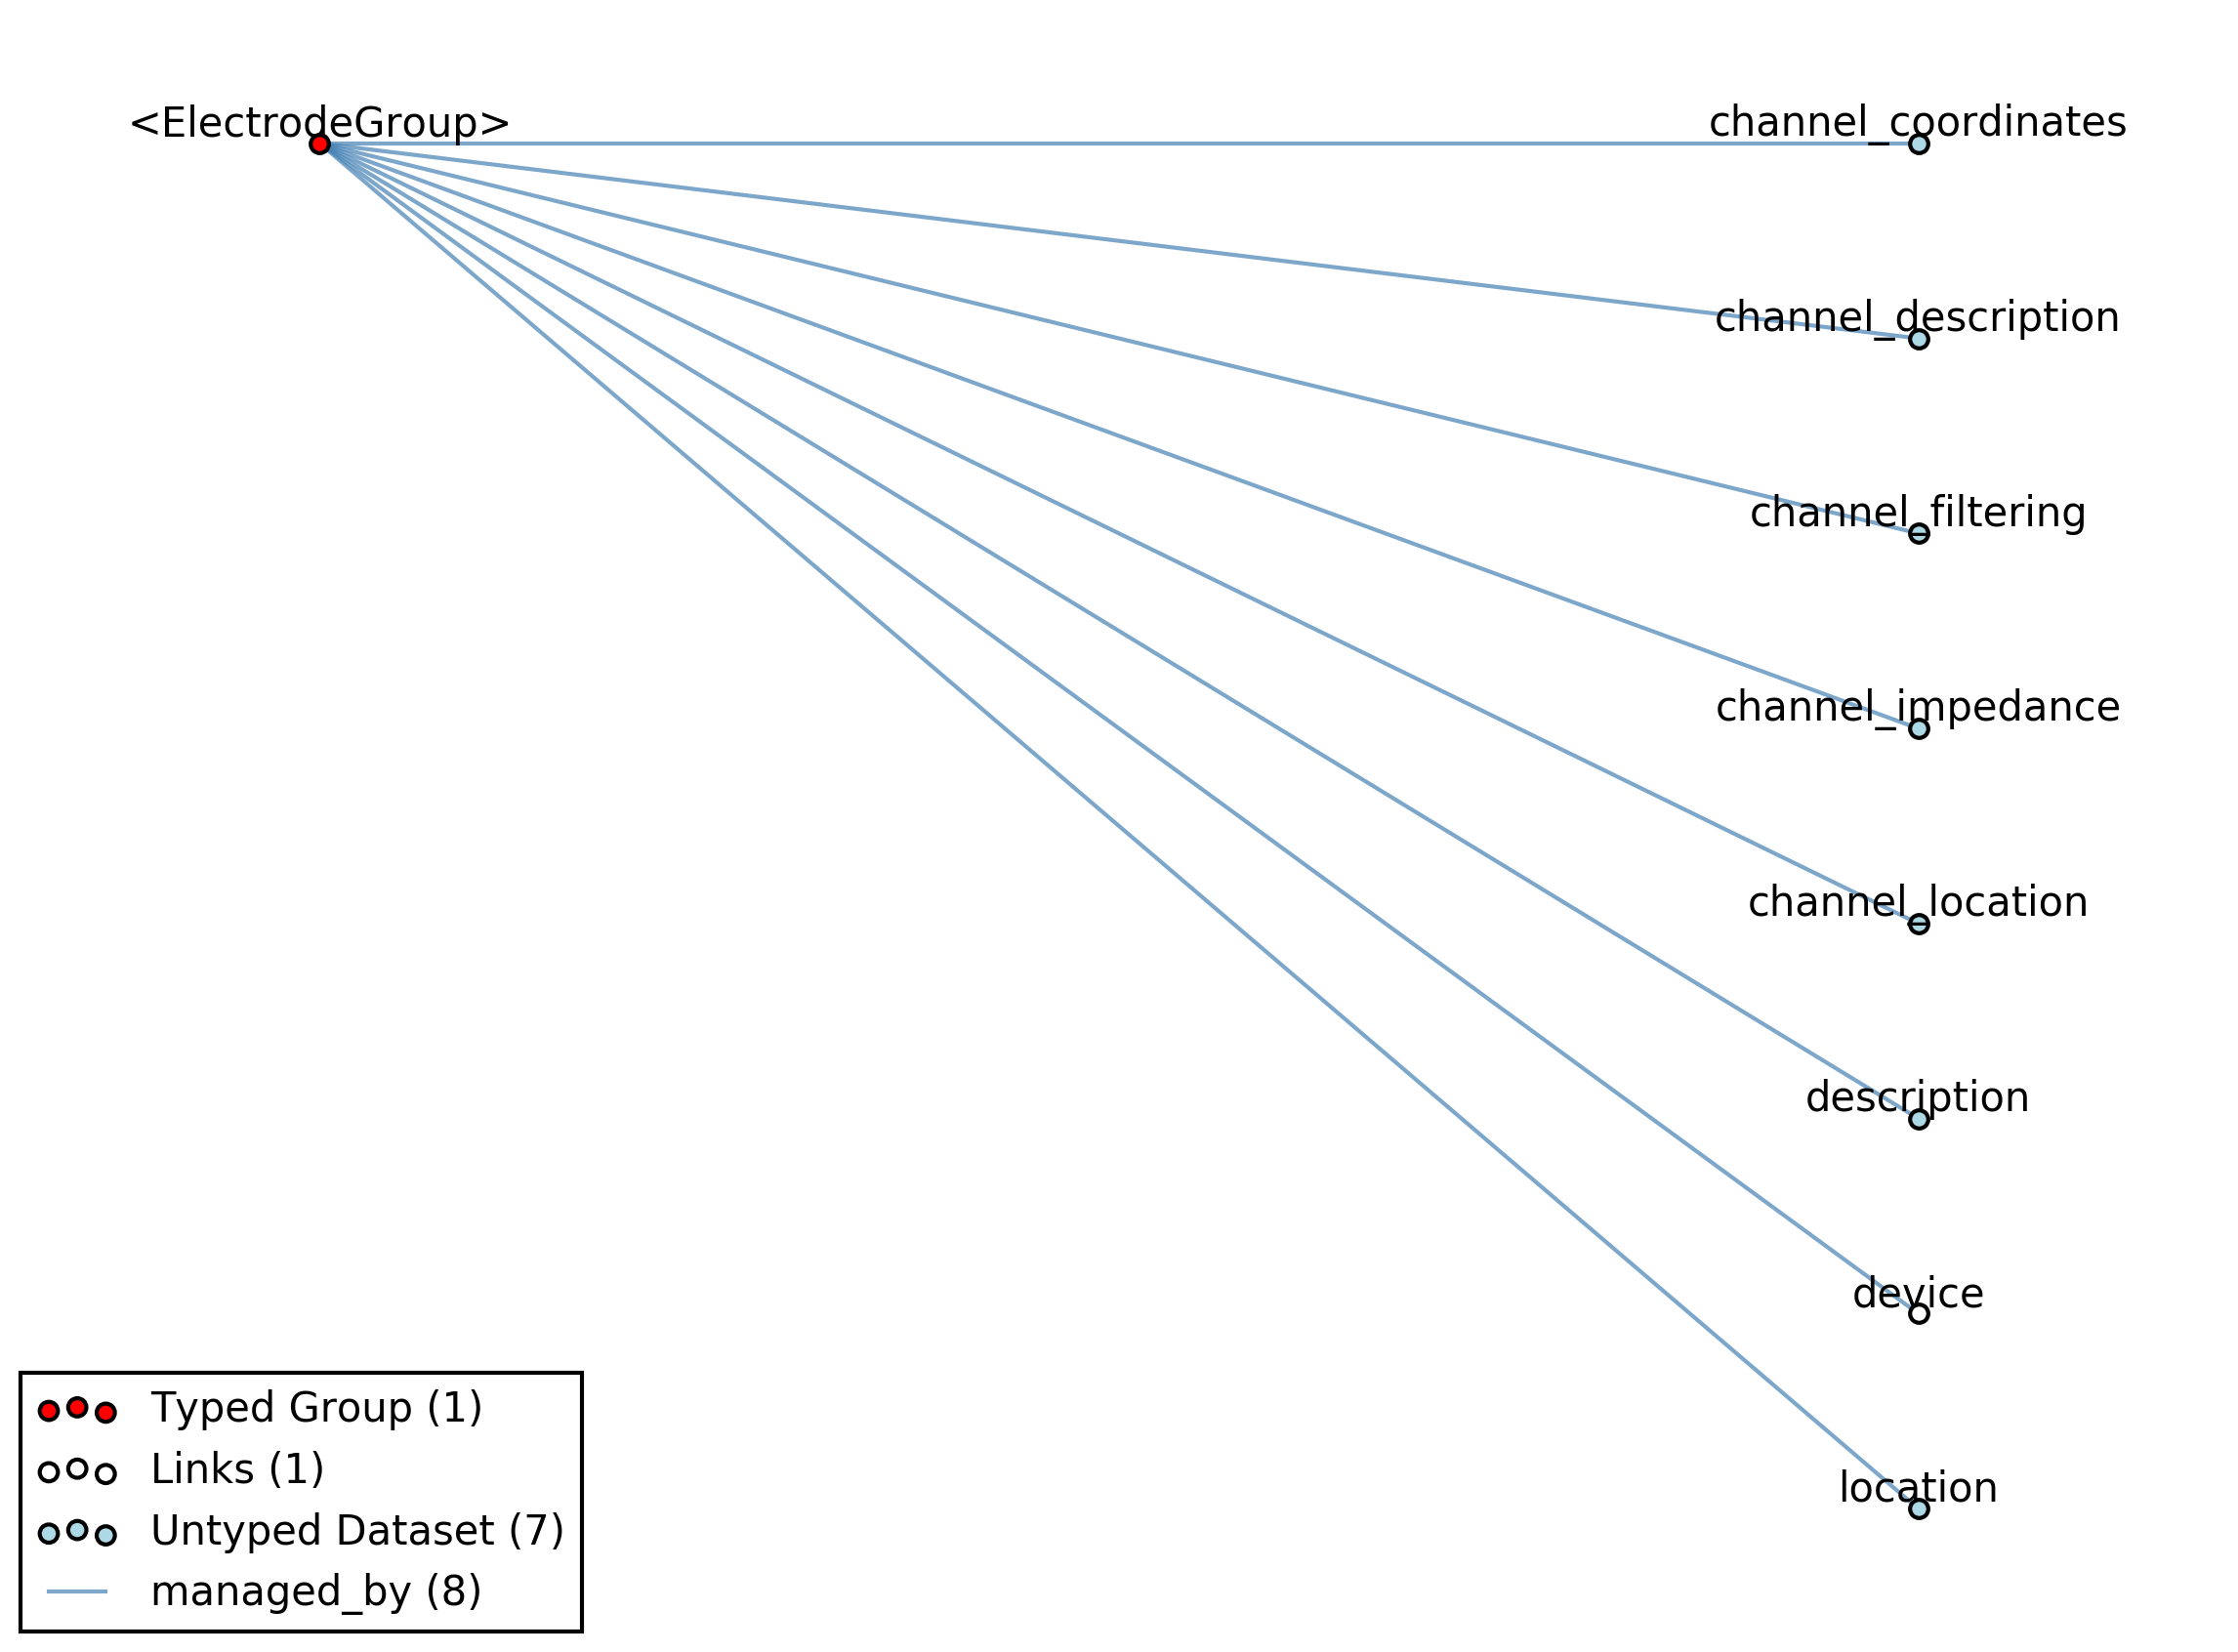 <ElectrodeGroup>
channel_coordinates
channel_description
channel_filtering
channel_impedance
channel_location
description
device
location
Typed Group (1)
Links (1)
Untyped Dataset (7)
managed_by (8)